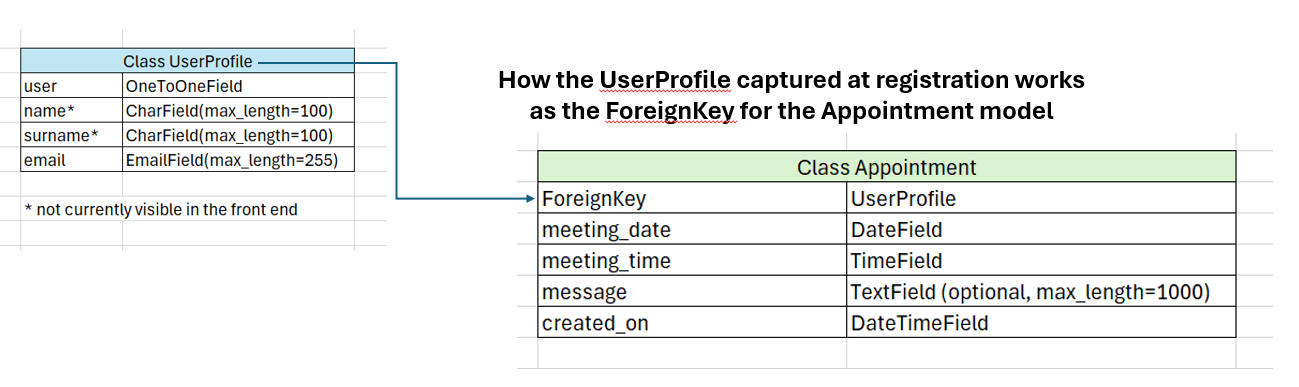 Class UserProfile
user OneToOneField
name* CharField(max_length=100)
surname* CharField(max_length=100)
email EmailField(max_length=255)
* not currently visible in the front end
How the UserProfile captured at registration works
as the ForeignKey for the Appointment model
Class Appointment
ForeignKey UserProfile
meeting_date DateField
meeting_time TimeField
message TextField (optional, max_length=1000)
created_on DateTimeField